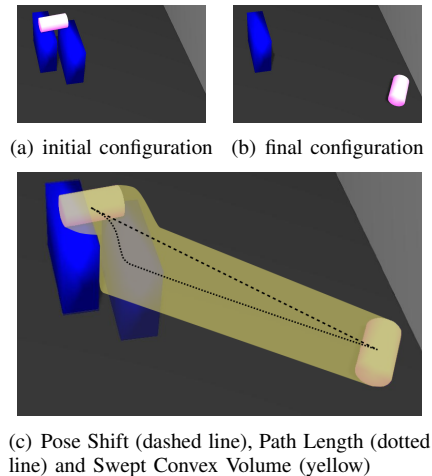 (a) initial configuration (b) final configuration
(c) Pose Shift (dashed line), Path Length (dotted
line) and Swept Convex Volume (yellow)